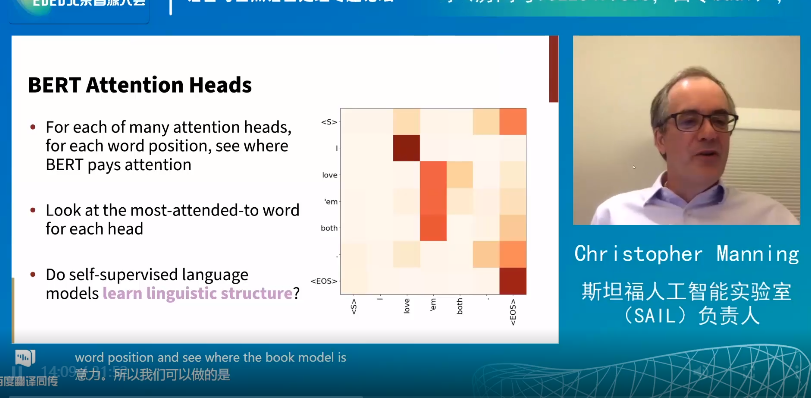 BERT Attention Heads
• For each of many attention heads,
for each word position, see where
BERT pays attention
• Look at the most-attended-to word
for each head
• Do self-supervised language
models learn linguistic structure?
<S>
I
love
'em
both
.
<EOS>
<S>
I
love
'em
both
.
<EOS>
Christopher Manning
斯坦福人工智能实验室
（SAIL）负责人
word position and see where the book model is
意力，所以我们可以做的是
百度翻译同传